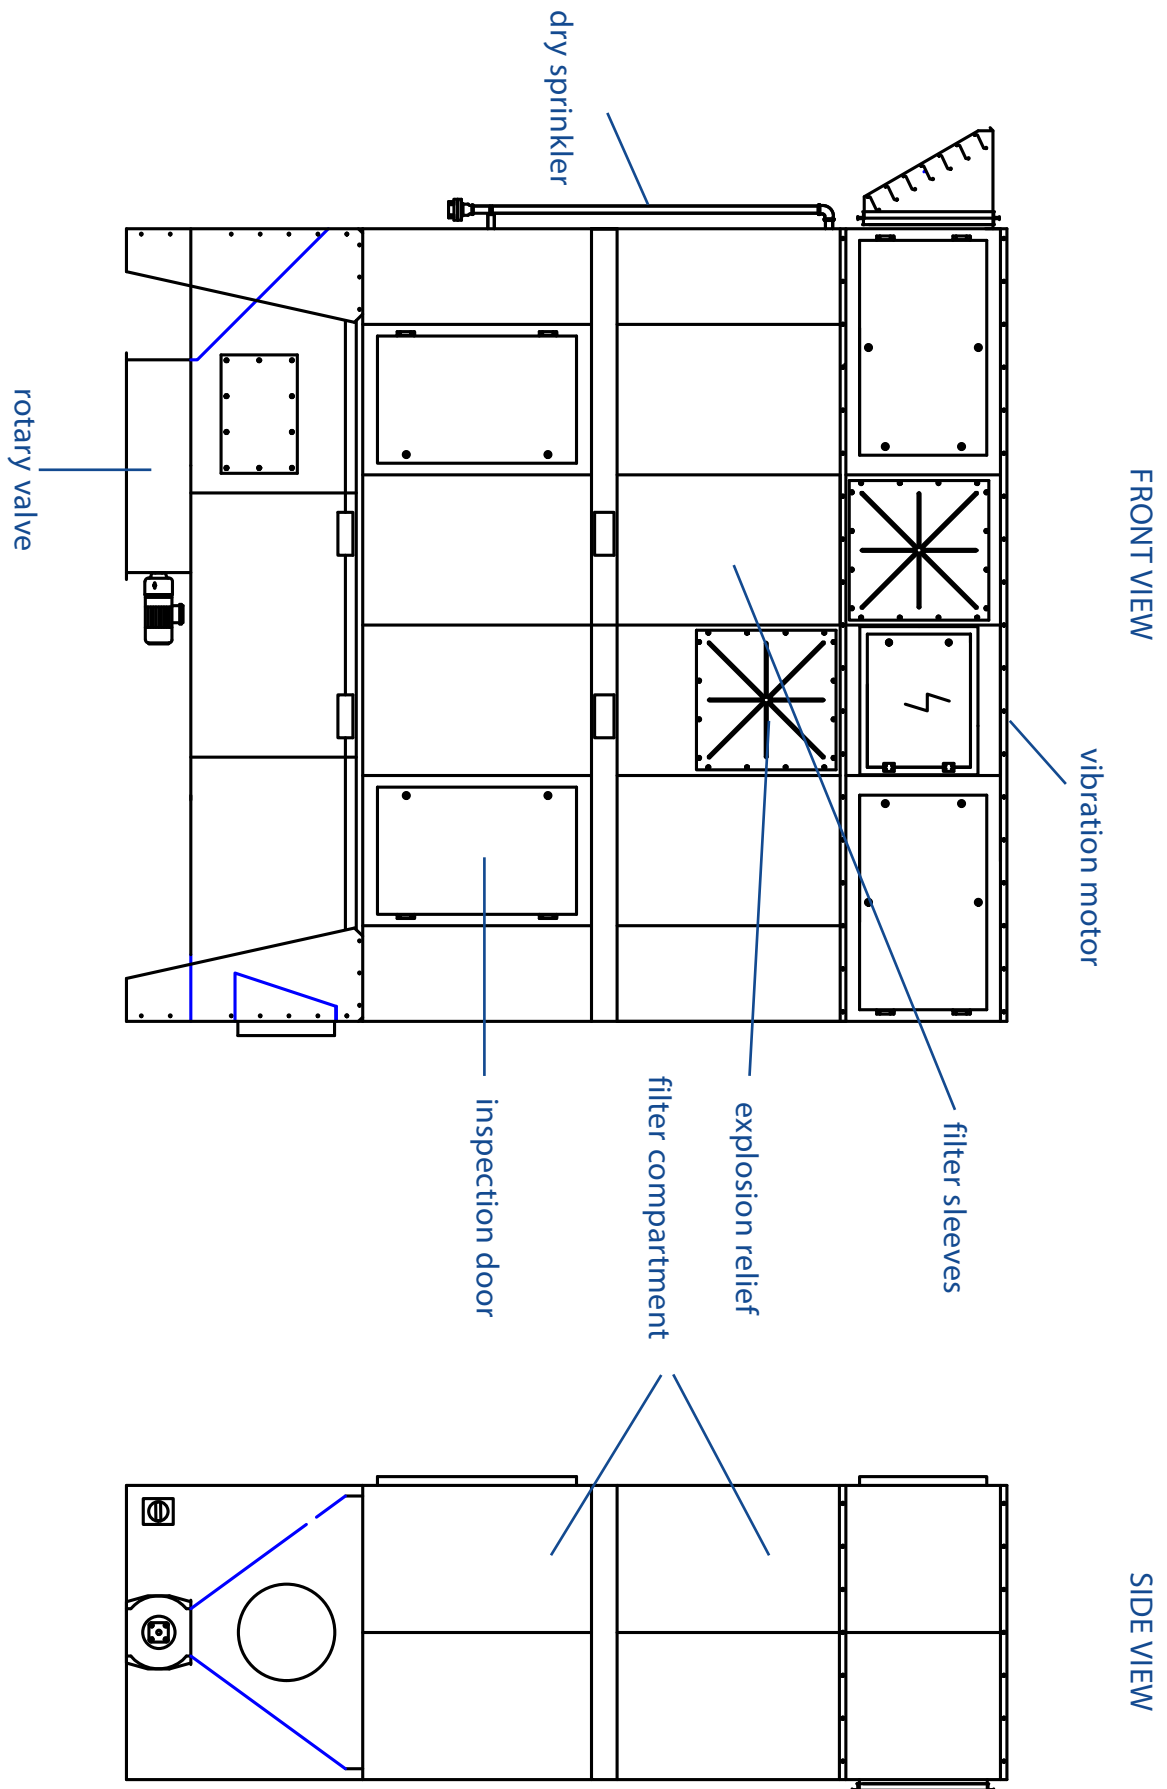 FRONT VIEW
SIDE VIEW
vibration motor
filter sleeves
explosion relief
filter compartment
dry sprinkler
inspection door
rotary valve